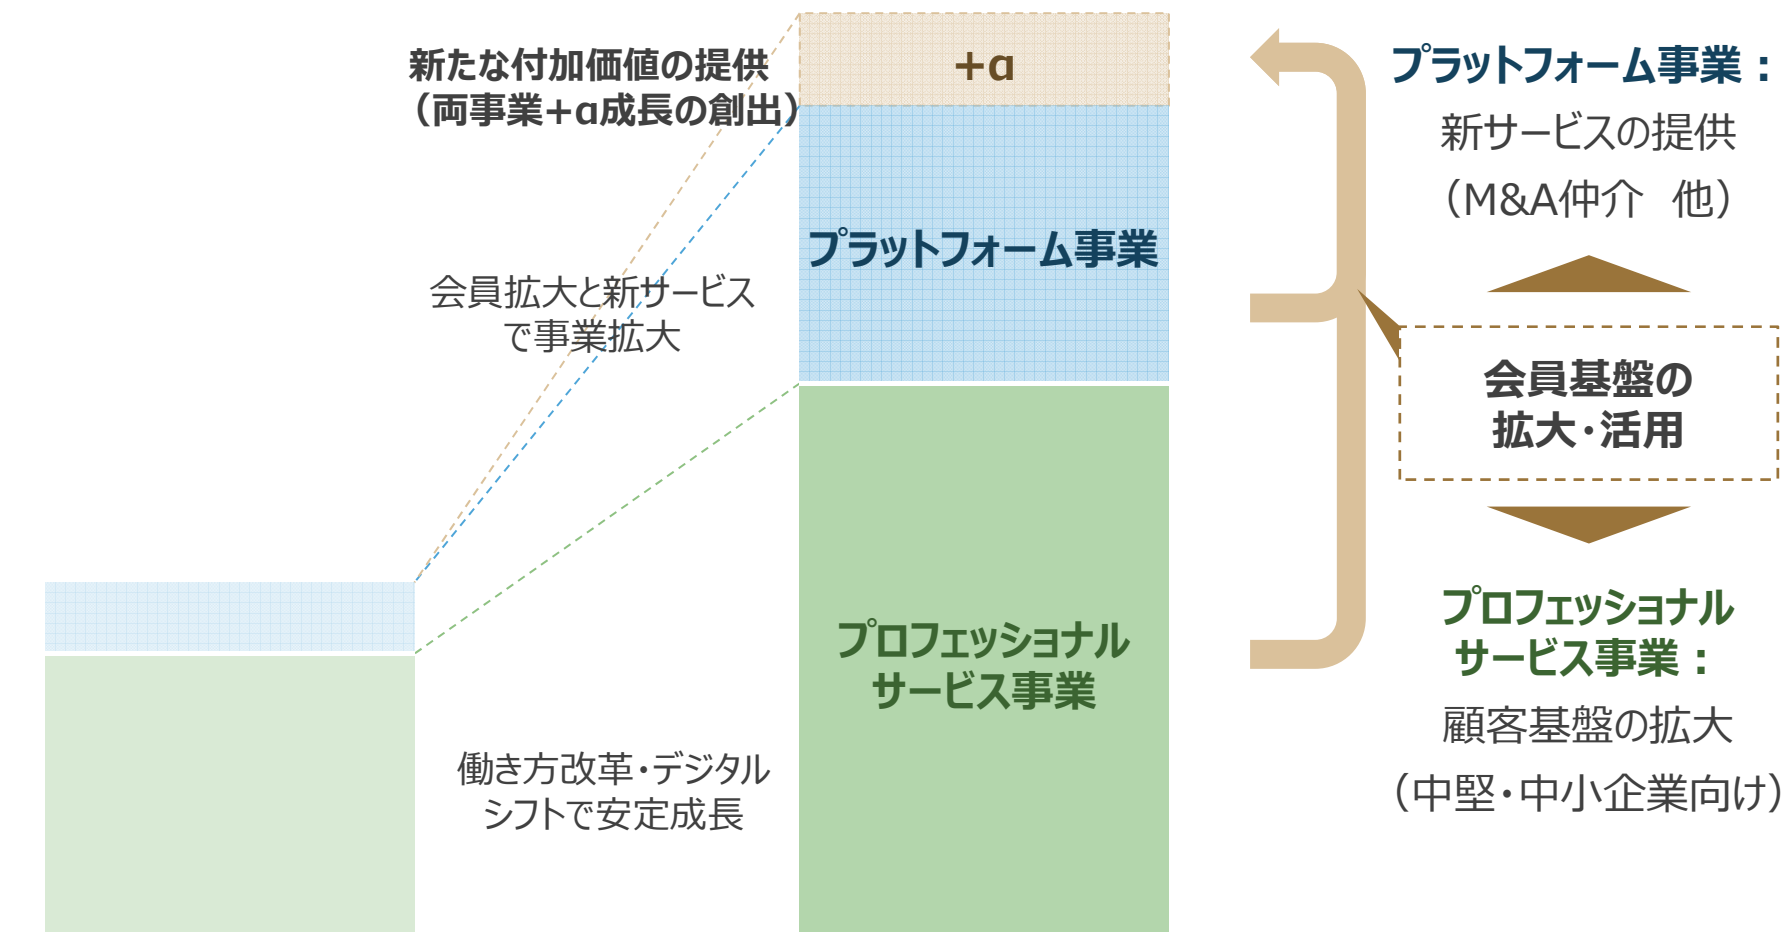 新たな付加価値の提供
（両事業+α成長の創出）
会員拡大と新サービス
で事業拡大
働き方改革・デジタル
シフトで安定成長
+α
プラットフォーム事業
プロフェッショナル
サービス事業
プラットフォーム事業：
新サービスの提供
（M&A仲介　他）
会員基盤の
拡大・活用
プロフェッショナル
サービス事業：
顧客基盤の拡大
（中堅・中小企業向け）